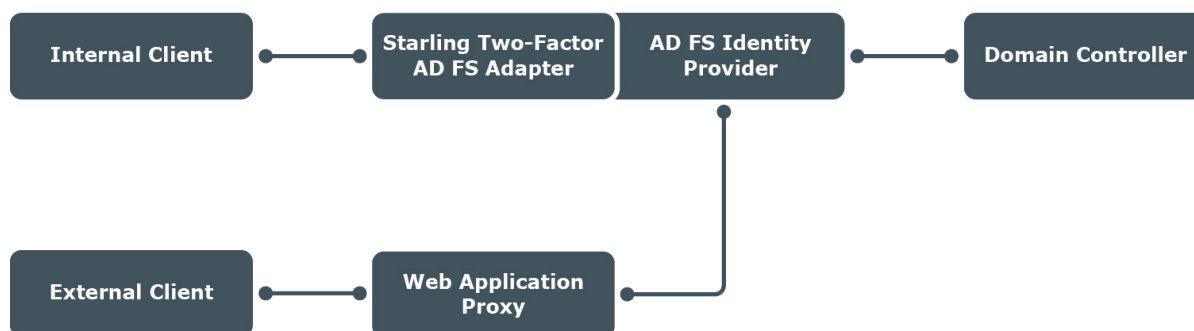 Internal Client
Starling Two-Factor
AD FS Adapter
AD FS Identity
Provider
Domain Controller
External Client
Web Application
Proxy